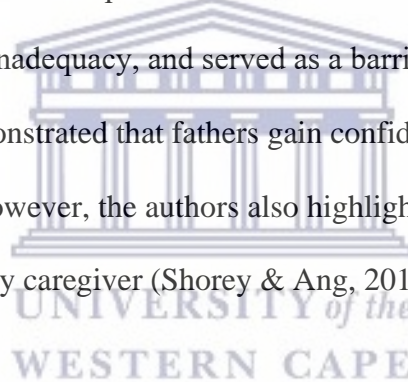 nadequacy, and served as a barri
onstrated that fathers gain confid
owever, the authors also highligh
y caregiver (Shorey & Ang, 201
UNIVERSITY of the
WESTERN CAPE